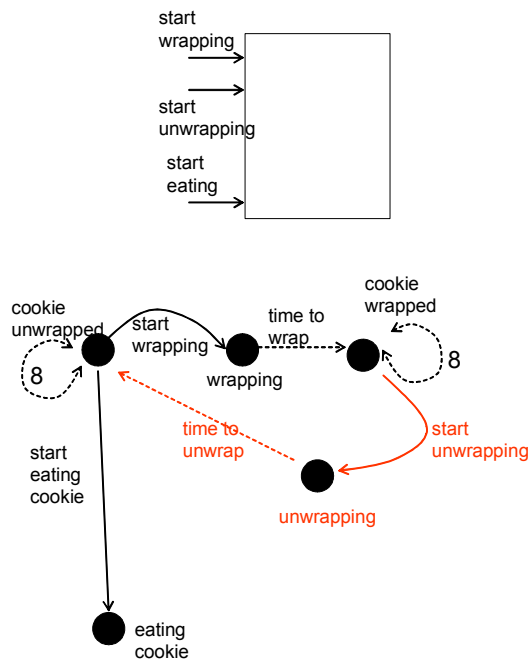 start
wrapping
start
unwrapping
start
eating
cookie
wrapped
cookie
unwrapped
start
wrapping
time to
wrap
8
8
wrapping
start
unwrapping
time to
unwrap
start
eating
cookie
unwrapping
eating
cookie